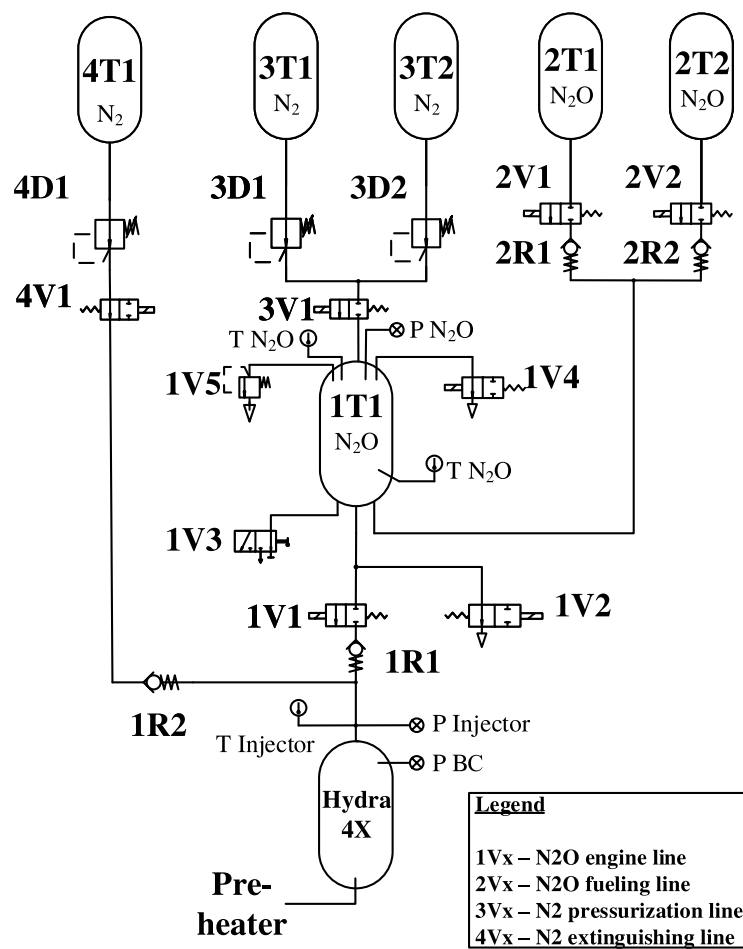 4T1
N₂
3T1
N₂
3T2
N₂
2T1
N₂O
2T2
N₂O
4D1
3D1
3D2
2V1
2V2
2R1
2R2
4V1
3V1
T N₂O
P N₂O
1V5
1V4
1T1
N₂O
T N₂O
1V3
1V1
1V2
1R1
1R2
T Injector
P Injector
P BC
Hydra
4X
Pre-
heater
Legend
1Vx – N2O engine line
2Vx – N2O fueling line
3Vx – N2 pressurization line
4Vx – N2 extinguishing line